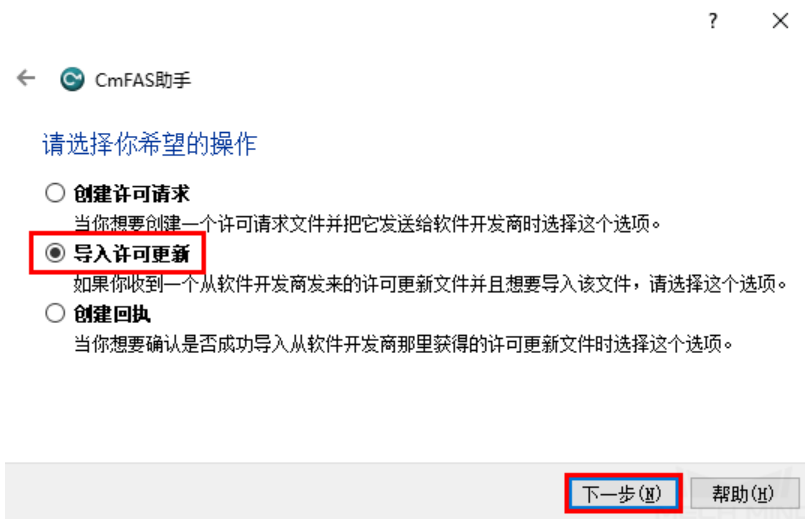 ?
CmFAS助手
请选择你希望的操作
创建许可请求
当你想要创建一个许可请求文件并把它发送给软件开发商时选择这个选项。
导入许可更新
如果你收到一个从软件开发商发来的许可更新文件并且想要导入该文件，请选择这个选项。
创建回执
当你想要确认是否成功导入从软件开发商那里获得的许可更新文件时选择这个选项。
下一步(N) 帮助(H)